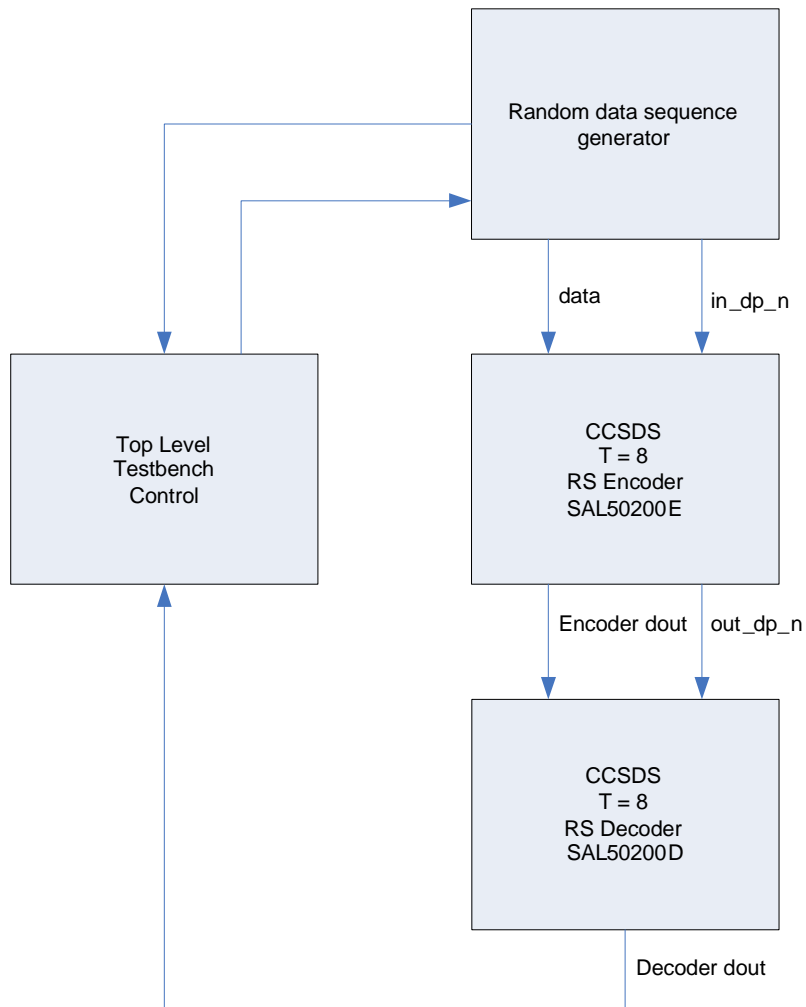 Random data sequence
generator
data
in_dp_n
Top Level
Testbench
Control
CCSDS
T = 8
RS Encoder
SAL50200E
Encoder dout
out_dp_n
CCSDS
T = 8
RS Decoder
SAL50200D
Decoder dout